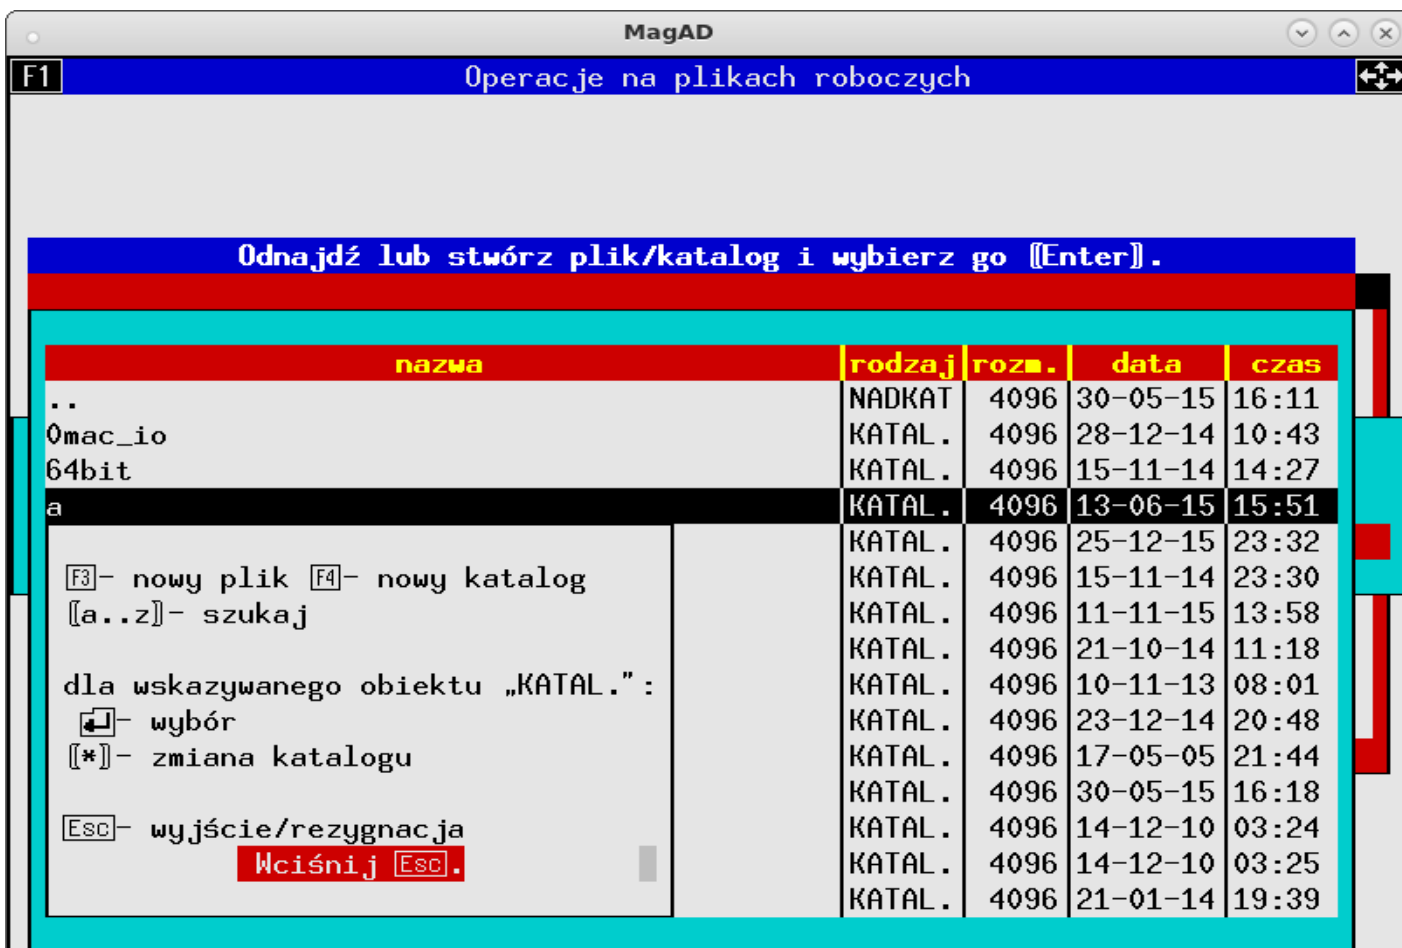 MagAD
F1 Operacje na plikach roboczych
Odnajdź lub stwórz plik/katalog i wybierz go ⟦Enter⟧.
nazwa rodzaj rozm. data czas
.. NADKAT 4096 30-05-15 16:11
0mac_io KATAL. 4096 28-12-14 10:43
64bit KATAL. 4096 15-11-14 14:27
a KATAL. 4096 13-06-15 15:51
KATAL. 4096 25-12-15 23:32
F3- nowy plik F4- nowy katalog KATAL. 4096 15-11-14 23:30
⟦a..z⟧- szukaj KATAL. 4096 11-11-15 13:58
KATAL. 4096 21-10-14 11:18
dla wskazywanego obiektu „KATAL.”: KATAL. 4096 10-11-13 08:01
- wybór KATAL. 4096 23-12-14 20:48
⟦*⟧- zmiana katalogu KATAL. 4096 17-05-05 21:44
KATAL. 4096 30-05-15 16:18
Esc- wyjście/rezygnacja KATAL. 4096 14-12-10 03:24
Wciśnij Esc. KATAL. 4096 14-12-10 03:25
KATAL. 4096 21-01-14 19:39